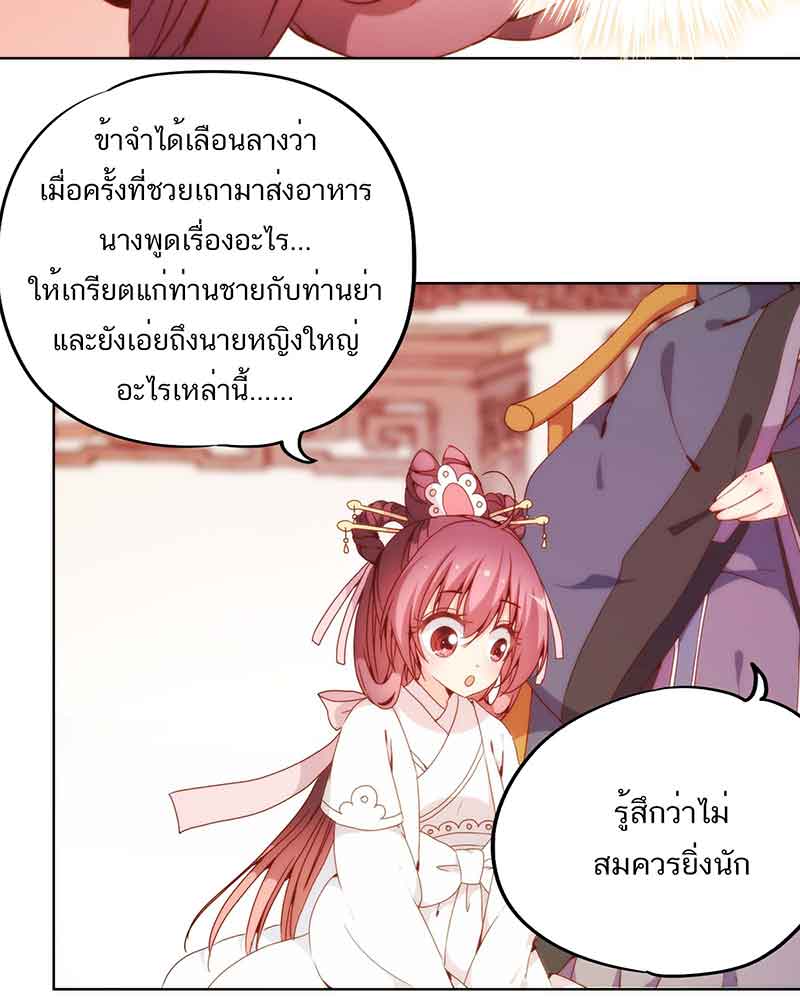 ข้าจำได้เลือนลางว่า
เมื่อครั้งที่ชวยเถามาส่งอาหาร
นางพูดเรื่องอะไร...
ให้เกรียตแก่ท่านชายกับท่านย่า
และยังเอ่ยถึงนายหญิงใหญ่
อะไรเหล่านี้......
รู้สึกว่าไม่
สมควรยิ่งนัก